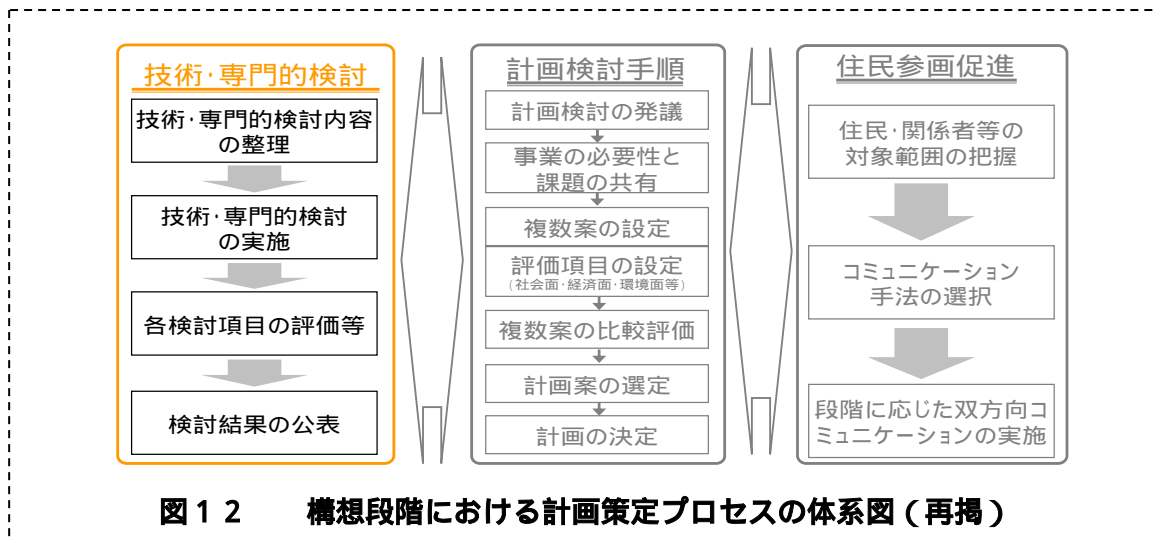 技術･専門的検討
技術･専門的検討内容
の整理
技術･専門的検討
の実施
各検討項目の評価等
検討結果の公表
計画検討手順
計画検討の発議
事業の必要性と
課題の共有
複数案の設定
評価項目の設定
(社会面･経済面･環境面等)
複数案の比較評価
計画案の選定
計画の決定
住民参画促進
住民･関係者等の
対象範囲の把握
コミュニケーション
手法の選択
段階に応じた双方向コ
ミュニケーションの実施
図１２　　構想段階における計画策定プロセスの体系図（再掲）